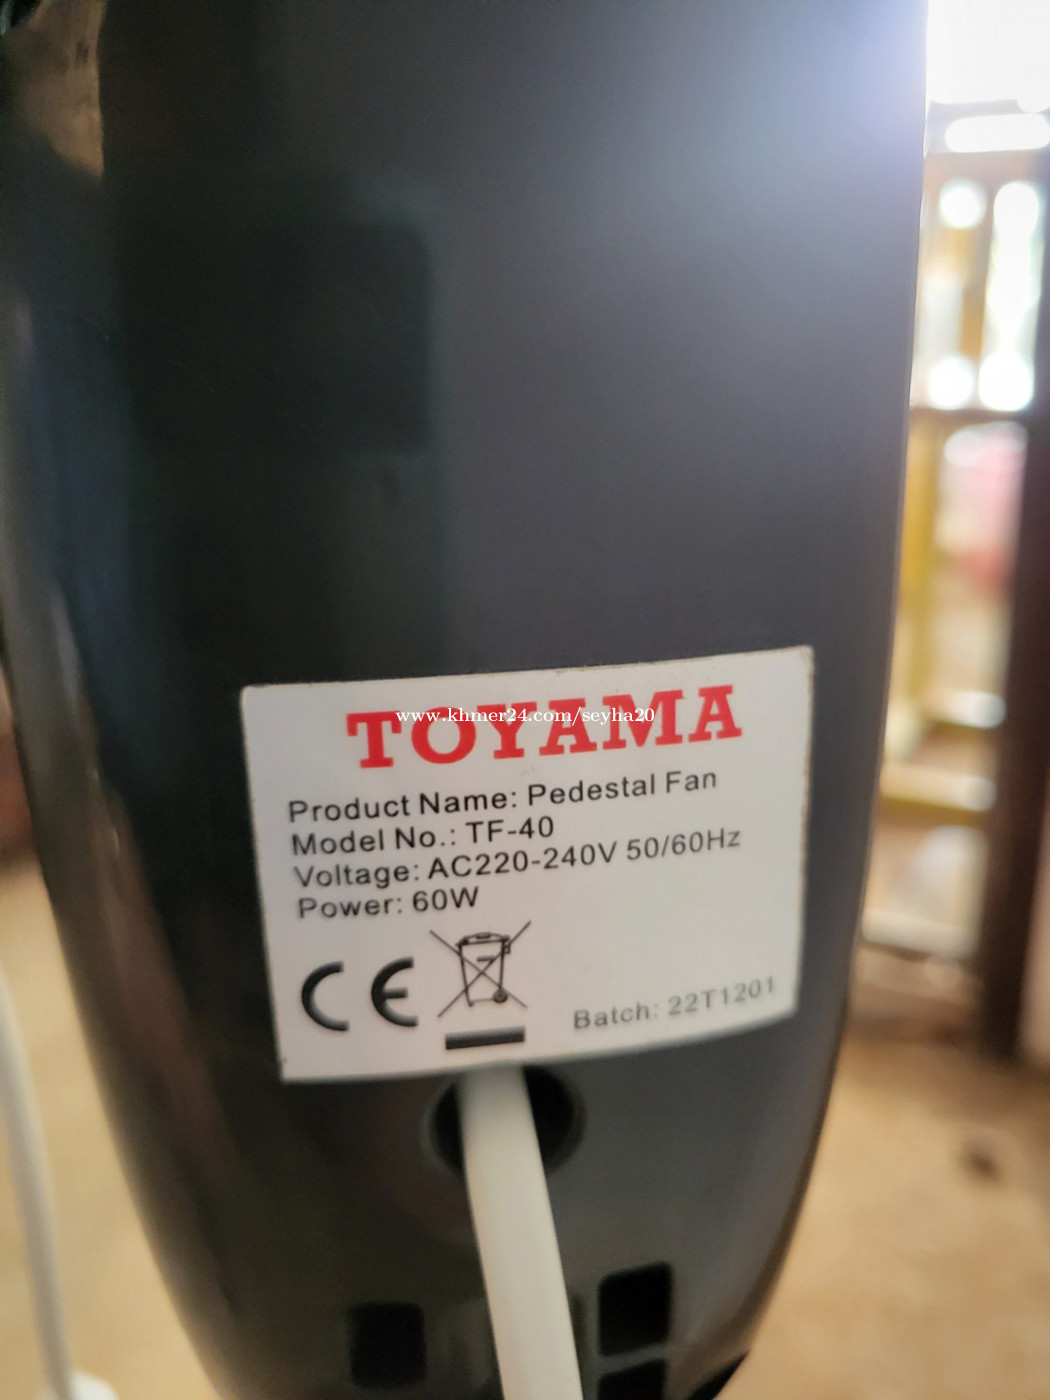 TOYAMA
www.khmer24.com/seyha20
Product Name: Pedestal Fan
Model No.: TF-40
Voltage: AC220-240V 50/60Hz
Power: 60W
CE
Batch: 22T1201